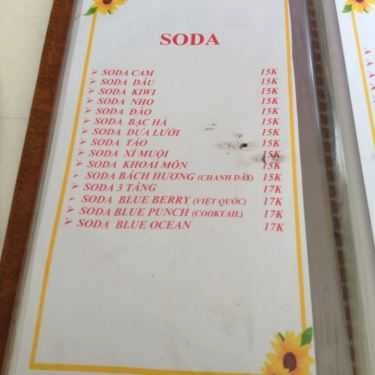 SODA
SODA CAM 15K
SODA DÂU 15K
SODA KIWI 15K
SODA NHO 15K
SODA ĐÀO 15K
SODA BẠC HÀ 15K
SODA DƯA LƯỚI 15K
SODA TÁO 15K
SODA XÍ MUỘI 15K
SODA KHOAI MÔN 15K
SODA BÁCH HƯƠNG (CHANH DÂY) 15K
SODA 3 TẦNG 17K
SODA BLUE BERRY (VIỆT QUỐC) 17K
SODA BLUE PUNCH (COOKTAIL) 17K
SODA BLUE OCEAN 17K